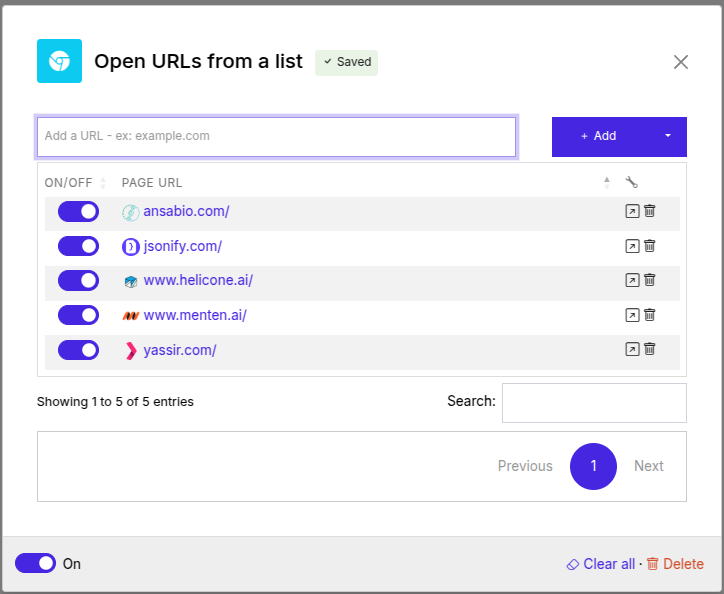 Open URLs from a list
✓ Saved
Add a URL - ex: example.com
+ Add
ON/OFF PAGE URL
ansabio.com/
jsonify.com/
www.helicone.ai/
www.menten.ai/
yassir.com/
Showing 1 to 5 of 5 entries Search:
Previous 1 Next
On Clear all · Delete